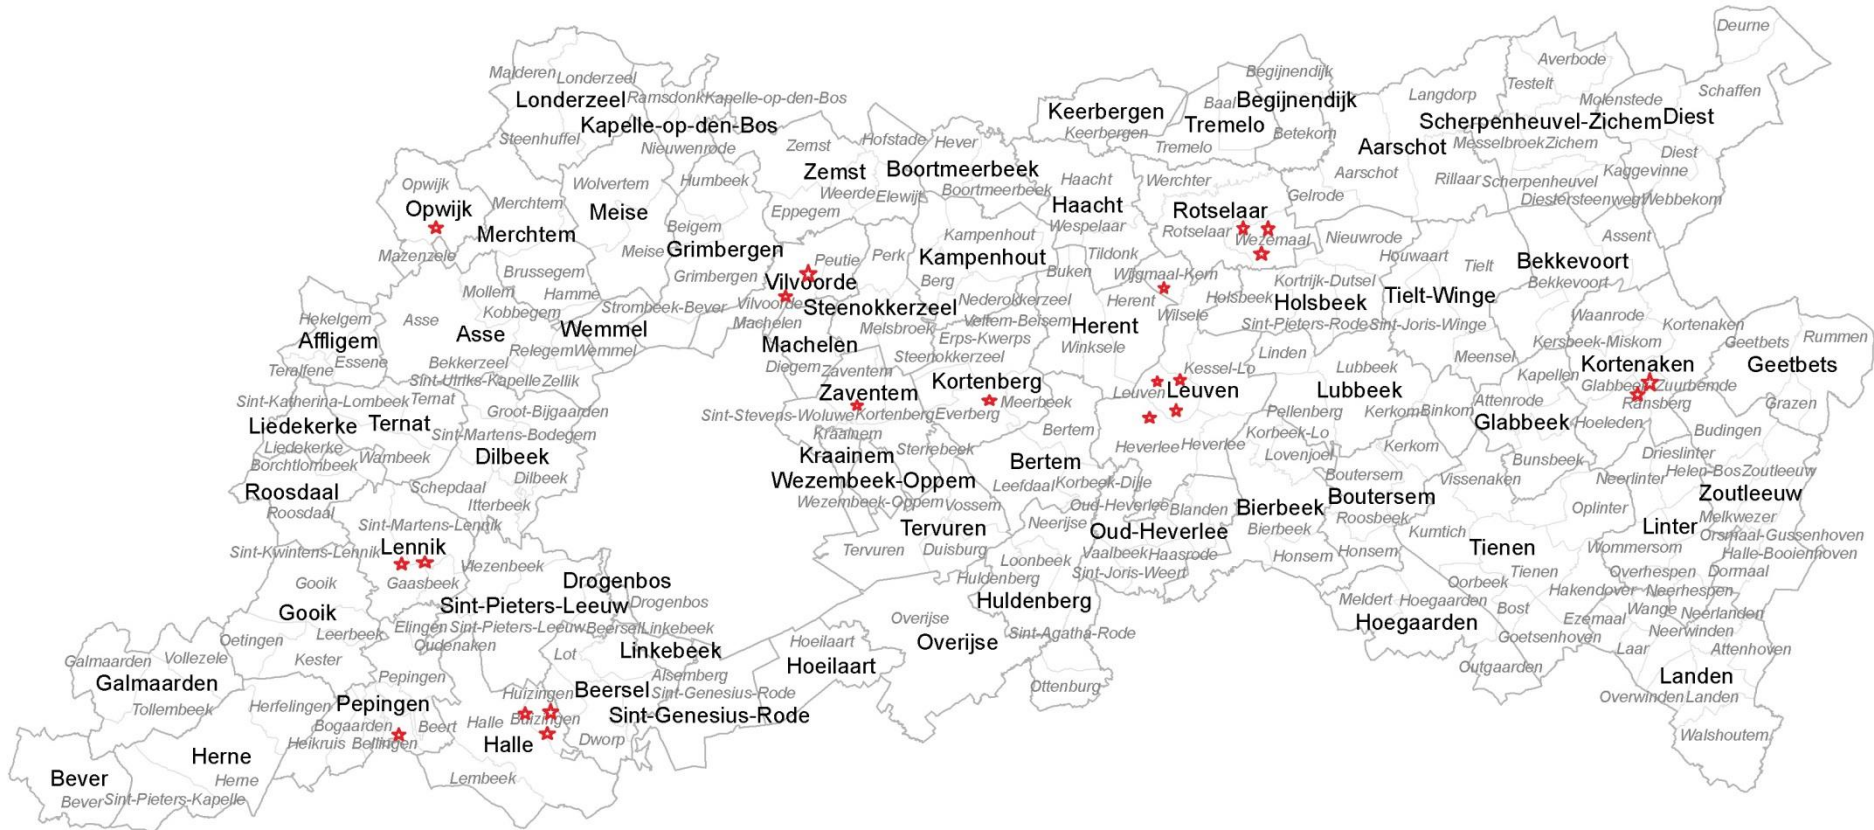 Deurne
Averbode
Malderen
Londerzeel
Begijnendijk
Testelt
Schaffen
Londerzeel
Ramsdonk
Kapelle-op-den-Bos
Keerbergen
Baal
Begijnendijk
Langdorp
Molenstede
Kapelle-op-den-Bos
Tremelo
Scherpenheuvel-Zichem
Diest
Steenhuffel
Nieuwenrode
Zemst
Hofstade
Hever
Keerbergen
Tremelo
Betekom
Aarschot
Messelbroek
Zichem
Diest
Opwijk
Wolvertem
Humbeek
Zemst
Boortmeerbeek
Haacht
Werchter
Aarschot
Rillaar
Scherpenheuvel
Kaggevinne
Opwijk
Merchtem
Meise
Weerde
Elewijt
Boortmeerbeek
Haacht
Rotselaar
Gelrode
Diestersteenweg
Webbekom
Merchtem
Beigem
Eppegem
Wespelaar
Rotselaar
Wezemaal
Nieuwrode
Assent
Mazenzele
Meise
Grimbergen
Peutie
Perk
Kampenhout
Kampenhout
Tildonk
Houwaart
Tielt
Bekkevoort
Brussegem
Grimbergen
Vilvoorde
Berg
Buken
Wijgmaal-Kern
Kortrijk-Dutsel
Bekkevoort
Mollem
Hamme
Strombeek-Bever
Vilvoorde
Steenokkerzeel
Nederokkerzeel
Herent
Holsbeek
Holsbeek
Tielt-Winge
Hekelgem
Asse
Kobbegem
Machelen
Melsbroek
Veltem-Beisem
Herent
Wilsele
Sint-Pieters-Rode
Sint-Joris-Winge
Waanrode
Kortenaken
Affligem
Asse
Wemmel
Machelen
Erps-Kwerps
Winksele
Kersbeek-Miskom
Geetbets
Rummen
Teralfene
Essene
Bekkerzeel
Relegem
Wemmel
Diegem
Zaventem
Steenokkerzeel
Linden
Lubbeek
Meensel
Kortenaken
Geetbets
Sint-Ulriks-Kapelle
Zellik
Zaventem
Kortenberg
Meerbeek
Leuven
Kessel-Lo
Leuven
Lubbeek
Kapellen
Glabbeek
Zuurbemde
Sint-Katherina-Lombeek
Ternat
Groot-Bijgaarden
Sint-Stevens-Woluwe
Kortenberg
Everberg
Pellenberg
Kerkom
Binkom
Attenrode
Ransberg
Grazen
Liedekerke
Ternat
Sint-Martens-Bodegem
Kraainem
Bertem
Korbeek-Lo
Glabbeek
Hoeleden
Budingen
Liedekerke
Wambeek
Dilbeek
Kraainem
Sterrebeek
Bertem
Heverlee
Heverlee
Lovenjoel
Kerkom
Bunsbeek
Drieslinter
Borchtlombeek
Dilbeek
Wezembeek-Oppem
Boutersem
Vissenaken
Neerlinter
Helen-Bos
Zoutleeuw
Roosdaal
Schepdaal
Itterbeek
Wezembeek-Oppem
Vossem
Leefdaal
Korbeek-Dijle
Oud-Heverlee
Blanden
Bierbeek
Boutersem
Oplinter
Zoutleeuw
Roosdaal
Sint-Martens-Lennik
Tervuren
Neerijse
Oud-Heverlee
Bierbeek
Roosbeek
Kumtich
Linter
Melkwezer
Orsmaal-Gussenhoven
Sint-Kwintens-Lennik
Lennik
Tervuren
Duisburg
Loonbeek
Vaalbeek
Haasrode
Honsem
Honsem
Tienen
Wommersom
Halle-Booienhoven
Gooik
Gaasbeek
Vlezenbeek
Drogenbos
Huldenberg
Sint-Joris-Weert
Oorbeek
Tienen
Overhespen
Dormaal
Gooik
Sint-Pieters-Leeuw
Drogenbos
Overijse
Huldenberg
Meldert
Hoegaarden
Bost
Hakendover
Neerhespen
Oetingen
Leerbeek
Elingen
Sint-Pieters-Leeuw
Beersel
Linkebeek
Hoeilaart
Overijse
Sint-Agatha-Rode
Hoegaarden
Goetsenhoven
Ezemaal
Wange
Neerlanden
Galmaarden
Vollezele
Kester
Oudenaken
Lot
Linkebeek
Hoeilaart
Outgaarden
Laar
Neerwinden
Attenhoven
Galmaarden
Pepingen
Alsemberg
Ottenburg
Landen
Tollembeek
Herfelingen
Pepingen
Huizingen
Beersel
Sint-Genesius-Rode
Overwinden
Landen
Bogaarden
Beert
Halle
Buizingen
Sint-Genesius-Rode
Heikruis
Bellingen
Halle
Dworp
Walshoutem
Bever
Herne
Herne
Lembeek
Bever
Sint-Pieters-Kapelle